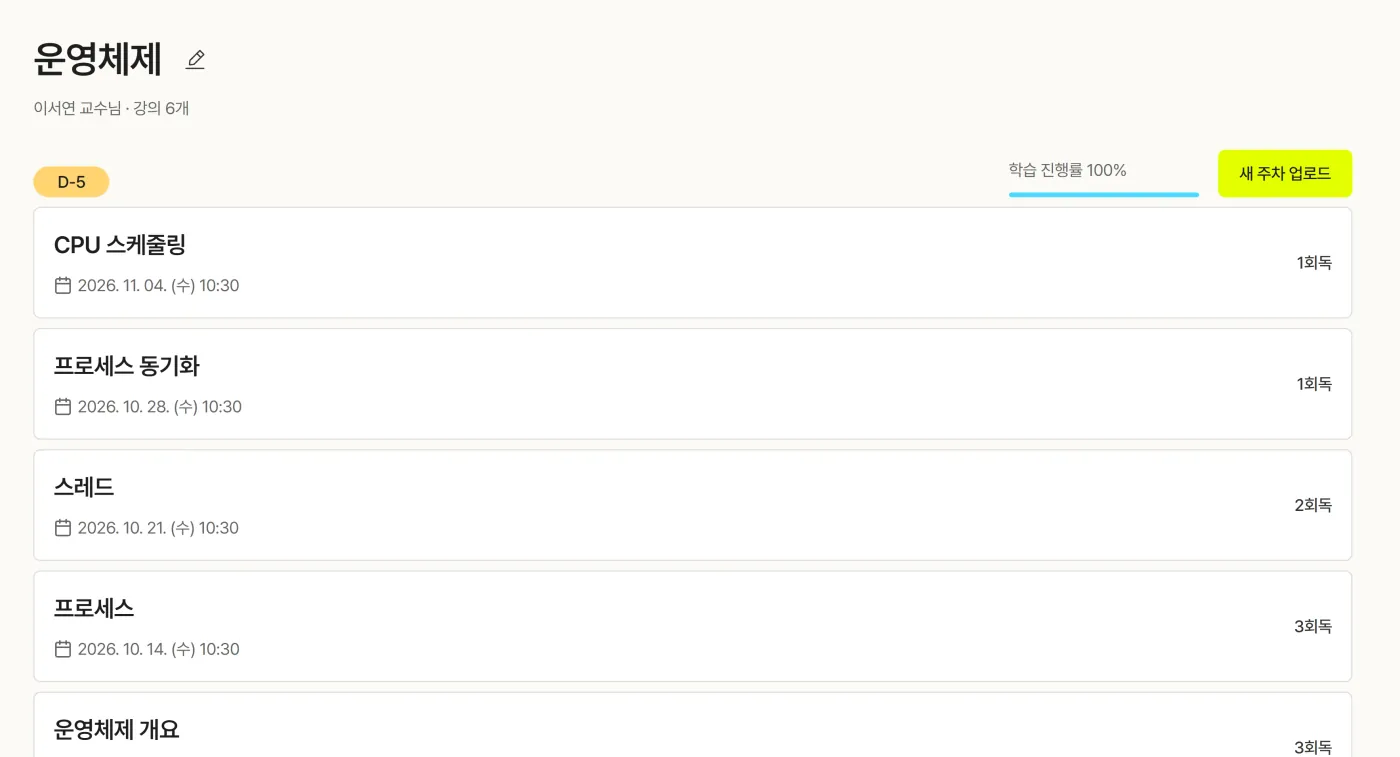 운영체제
이서연 교수님 · 강의 6개
D-5
학습 진행률 100%
새 주차 업로드
CPU 스케줄링
2026. 11. 04. (수) 10:30
1회독
프로세스 동기화
2026. 10. 28. (수) 10:30
1회독
스레드
2026. 10. 21. (수) 10:30
2회독
프로세스
2026. 10. 14. (수) 10:30
3회독
운영체제 개요
3회독